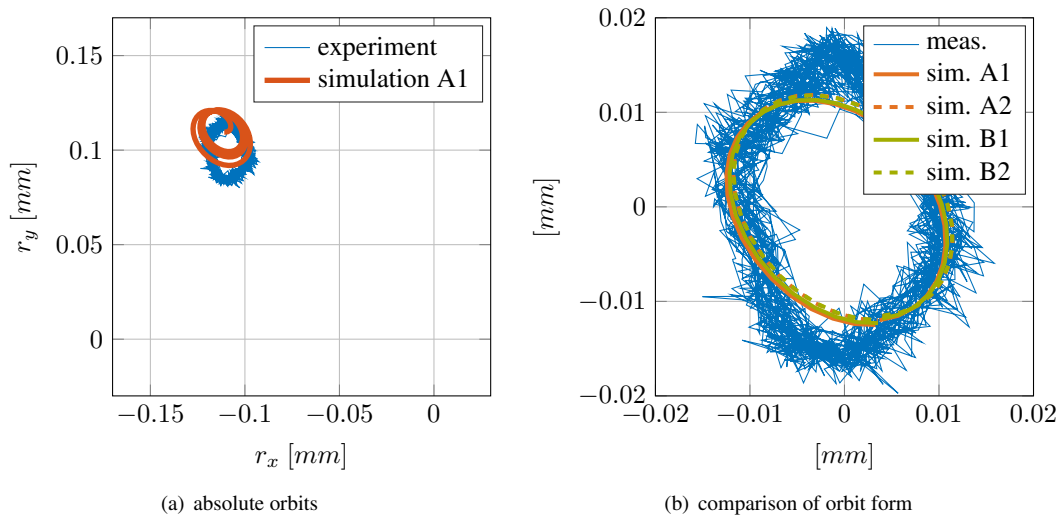 experiment
simulation A1
0.15
0.1
0.05
0
r_y [mm]
−0.15
−0.1
−0.05
0
r_x [mm]
(a) absolute orbits
meas.
sim. A1
sim. A2
sim. B1
sim. B2
0.02
0.01
0
−0.01
−0.02
[mm]
−0.02
−0.01
0
0.01
0.02
[mm]
(b) comparison of orbit form